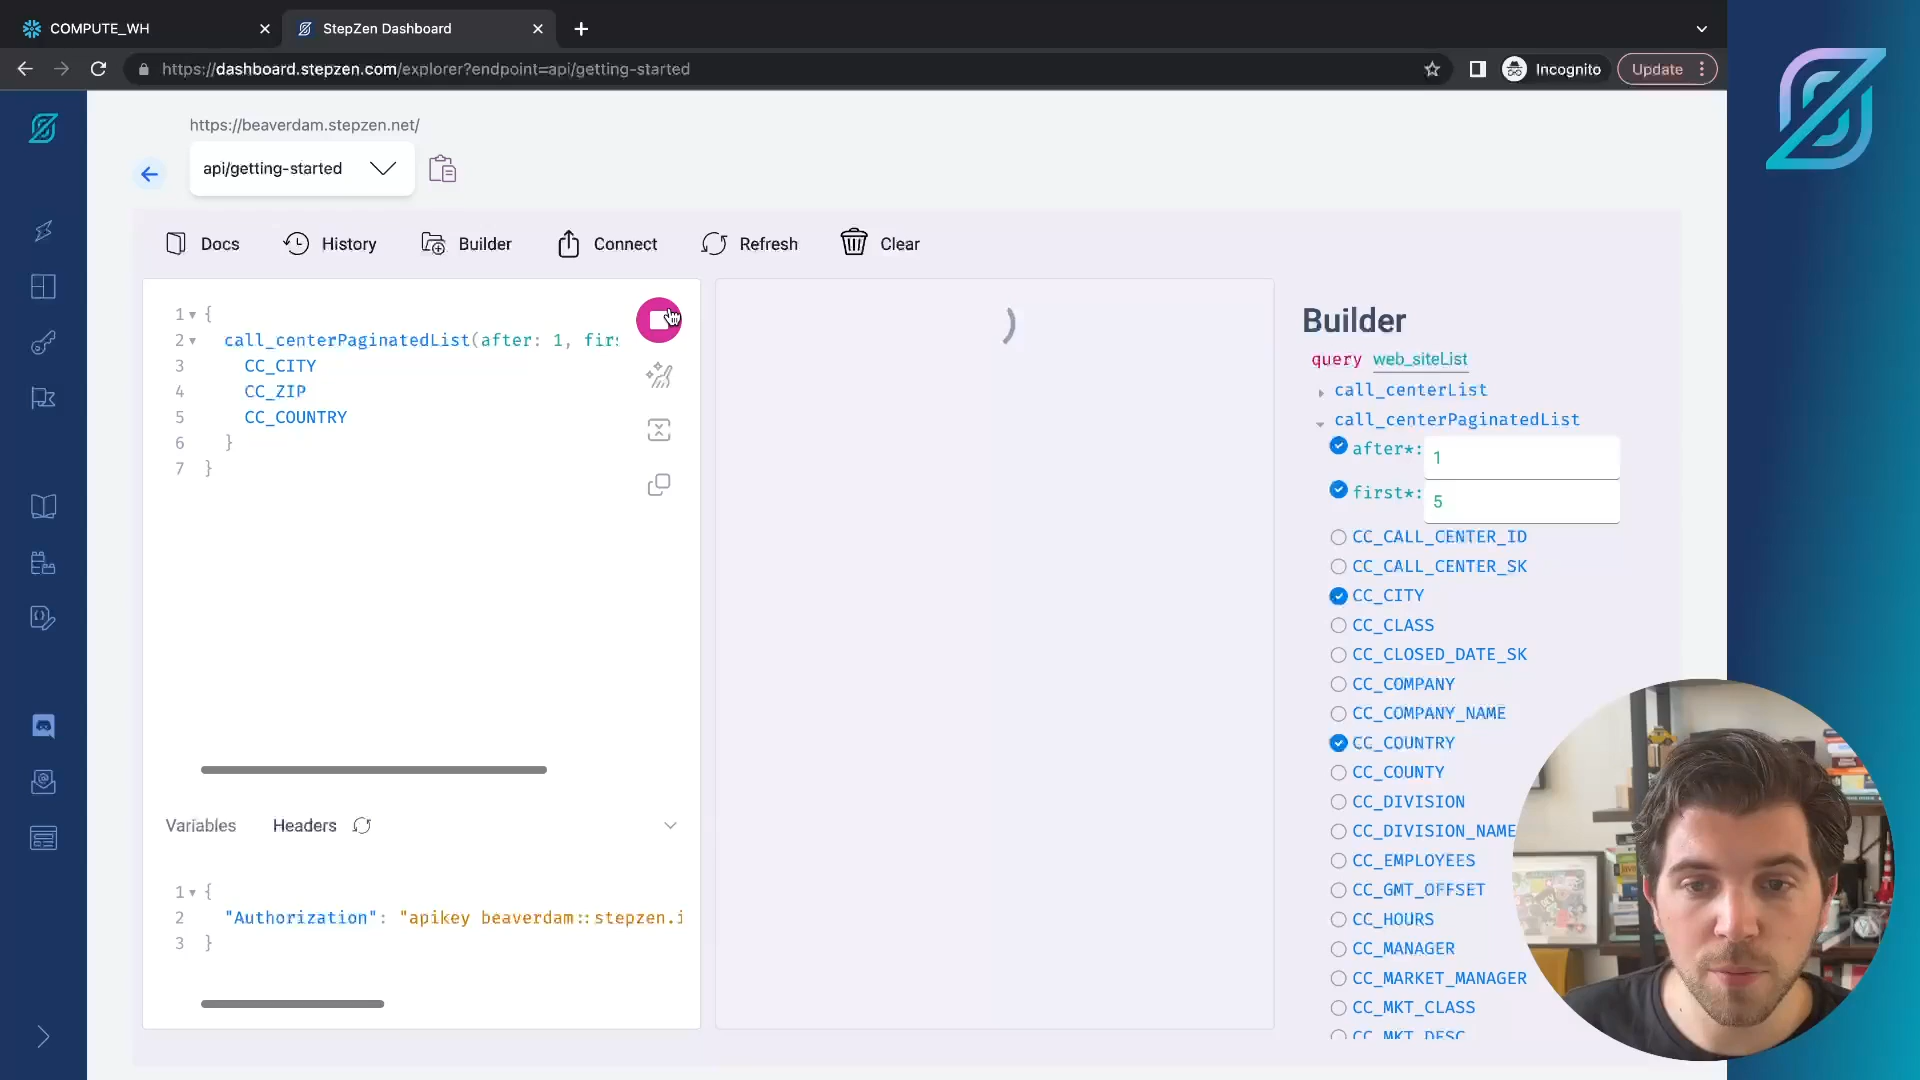 COMPUTE_WH
StepZen Dashboard
https://dashboard.stepzen.com/explorer?endpoint=api/getting-started
Incognito
Update
https://beaverdam.stepzen.net/
api/getting-started
Docs
History
Builder
Connect
Refresh
Clear
1 {
2 call_centerPaginatedList(after: 1, firs
3 CC_CITY
4 CC_ZIP
5 CC_COUNTRY
6 }
7 }
Variables
Headers
1 {
2 "Authorization": "apikey beaverdam::stepzen.i
3 }
Builder
query web_siteList
call_centerList
call_centerPaginatedList
after*: 1
first*: 5
CC_CALL_CENTER_ID
CC_CALL_CENTER_SK
CC_CITY
CC_CLASS
CC_CLOSED_DATE_SK
CC_COMPANY
CC_COMPANY_NAME
CC_COUNTRY
CC_COUNTY
CC_DIVISION
CC_DIVISION_NAME
CC_EMPLOYEES
CC_GMT_OFFSET
CC_HOURS
CC_MANAGER
CC_MARKET_MANAGER
CC_MKT_CLASS
CC_MKT_DESC